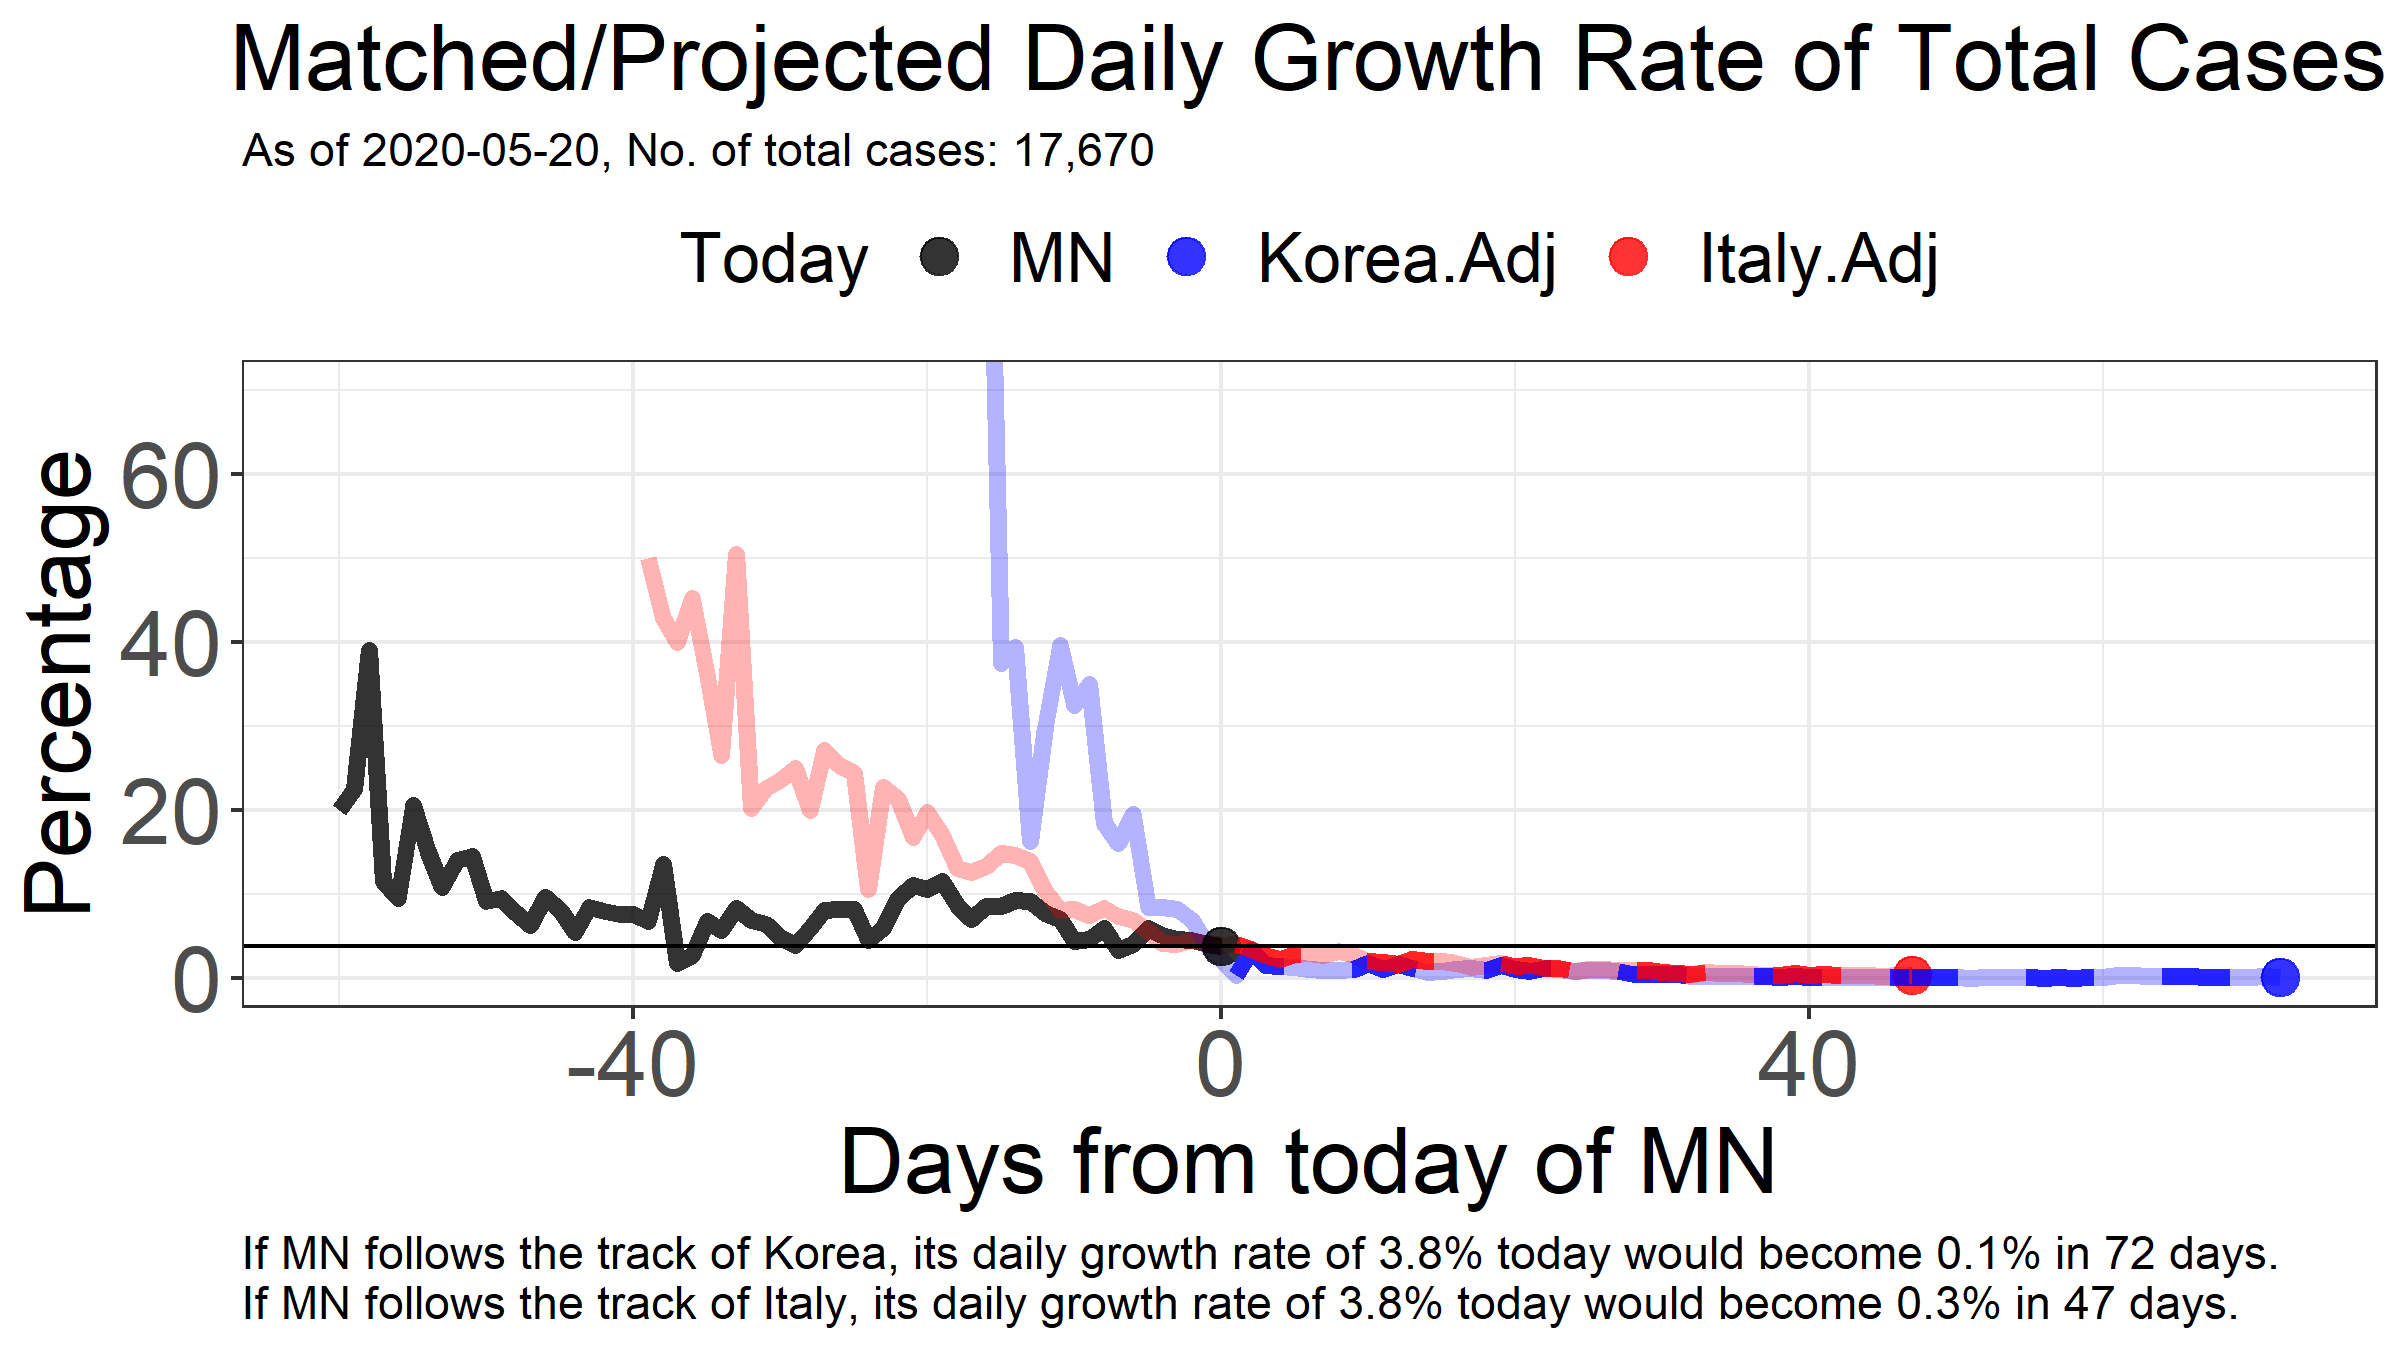 Matched/Projected Daily Growth Rate of Total Cases
As of 2020-05-20, No. of total cases: 17,670
Today MN Korea.Adj Italy.Adj
Percentage
60
40
20
0
-40 0 40
Days from today of MN
If MN follows the track of Korea, its daily growth rate of 3.8% today would become 0.1% in 72 days.
If MN follows the track of Italy, its daily growth rate of 3.8% today would become 0.3% in 47 days.